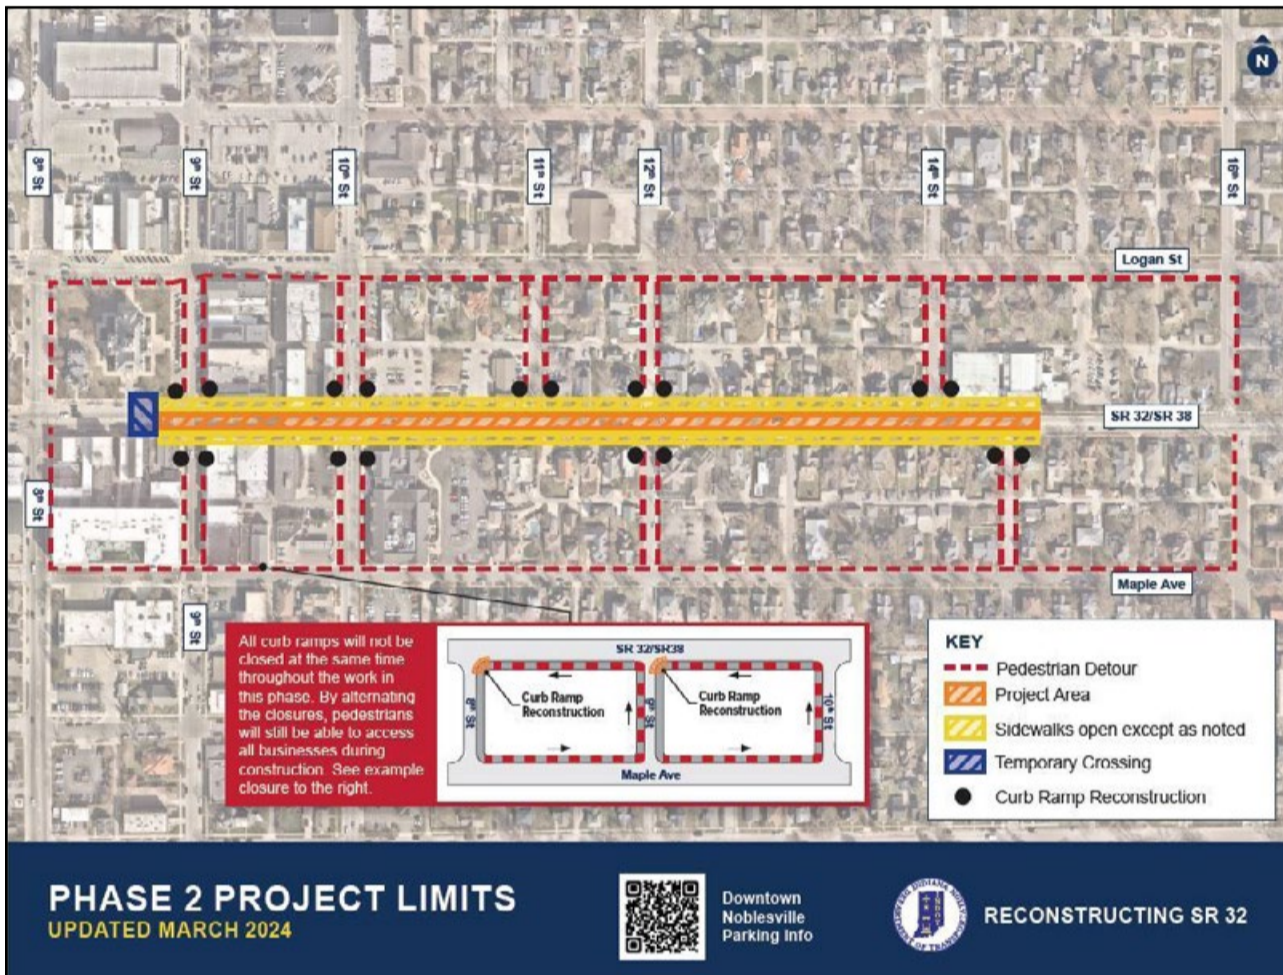 N
8th St
9th St
10th St
11th St
12th St
14th St
16th St
Logan St
SR 32/SR 38
8th St
Maple Ave
9th St
All curb ramps will not be
closed at the same time
throughout the work in
this phase. By alternating
the closures, pedestrians
will still be able to access
all businesses during
construction. See example
closure to the right.
SR 32/SR38
Curb Ramp
Reconstruction
Curb Ramp
Reconstruction
8th St
9th St
10th St
Maple Ave
KEY
Pedestrian Detour
Project Area
Sidewalks open except as noted
Temporary Crossing
Curb Ramp Reconstruction
PHASE 2 PROJECT LIMITS
UPDATED MARCH 2024
Downtown
Noblesville
Parking Info
INDIANA
DEPARTMENT OF TRANSPORTATION
RECONSTRUCTING SR 32